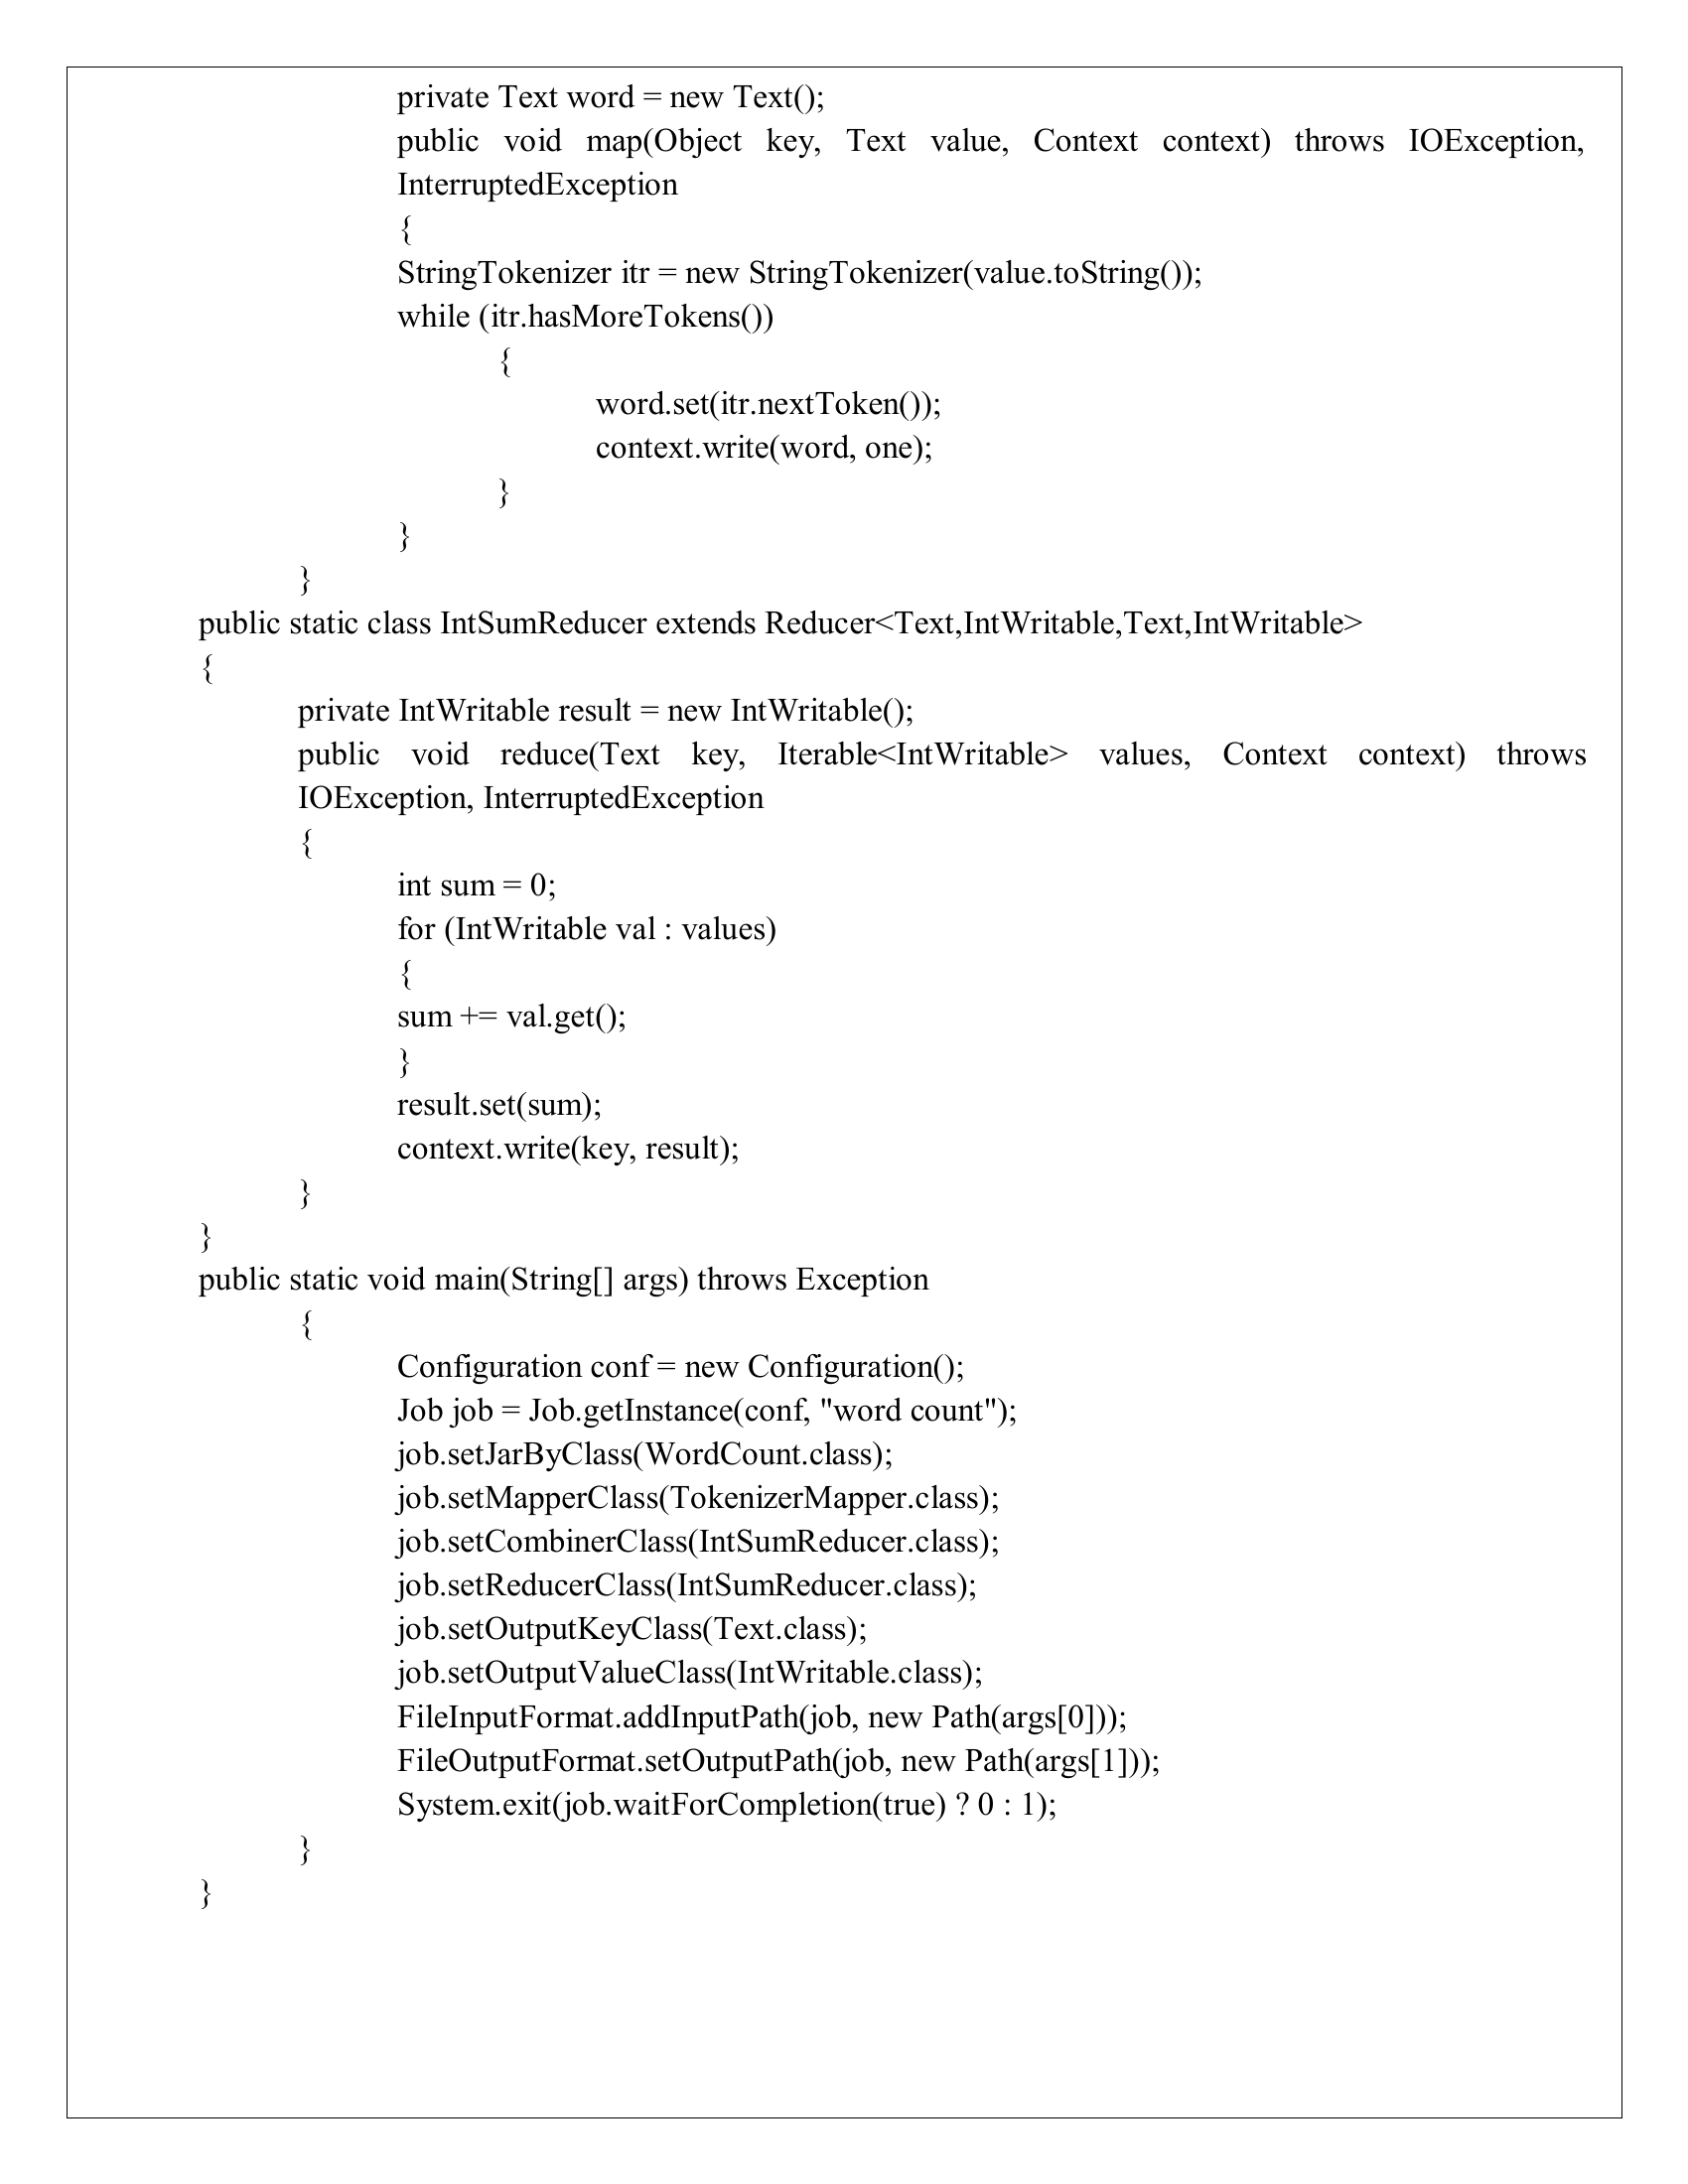 private Text word = new Text();
public void map(Object key, Text value, Context context) throws IOException,
InterruptedException
{
StringTokenizer itr = new StringTokenizer(value.toString());
while (itr.hasMoreTokens())
{
word.set(itr.nextToken());
context.write(word, one);
}
}
}
public static class IntSumReducer extends Reducer<Text,IntWritable,Text,IntWritable>
{
private IntWritable result = new IntWritable();
public void reduce(Text key, Iterable<IntWritable> values, Context context) throws
IOException, InterruptedException
{
int sum = 0;
for (IntWritable val : values)
{
sum += val.get();
}
result.set(sum);
context.write(key, result);
}
}
public static void main(String[] args) throws Exception
{
Configuration conf = new Configuration();
Job job = Job.getInstance(conf, "word count");
job.setJarByClass(WordCount.class);
job.setMapperClass(TokenizerMapper.class);
job.setCombinerClass(IntSumReducer.class);
job.setReducerClass(IntSumReducer.class);
job.setOutputKeyClass(Text.class);
job.setOutputValueClass(IntWritable.class);
FileInputFormat.addInputPath(job, new Path(args[0]));
FileOutputFormat.setOutputPath(job, new Path(args[1]));
System.exit(job.waitForCompletion(true) ? 0 : 1);
}
}